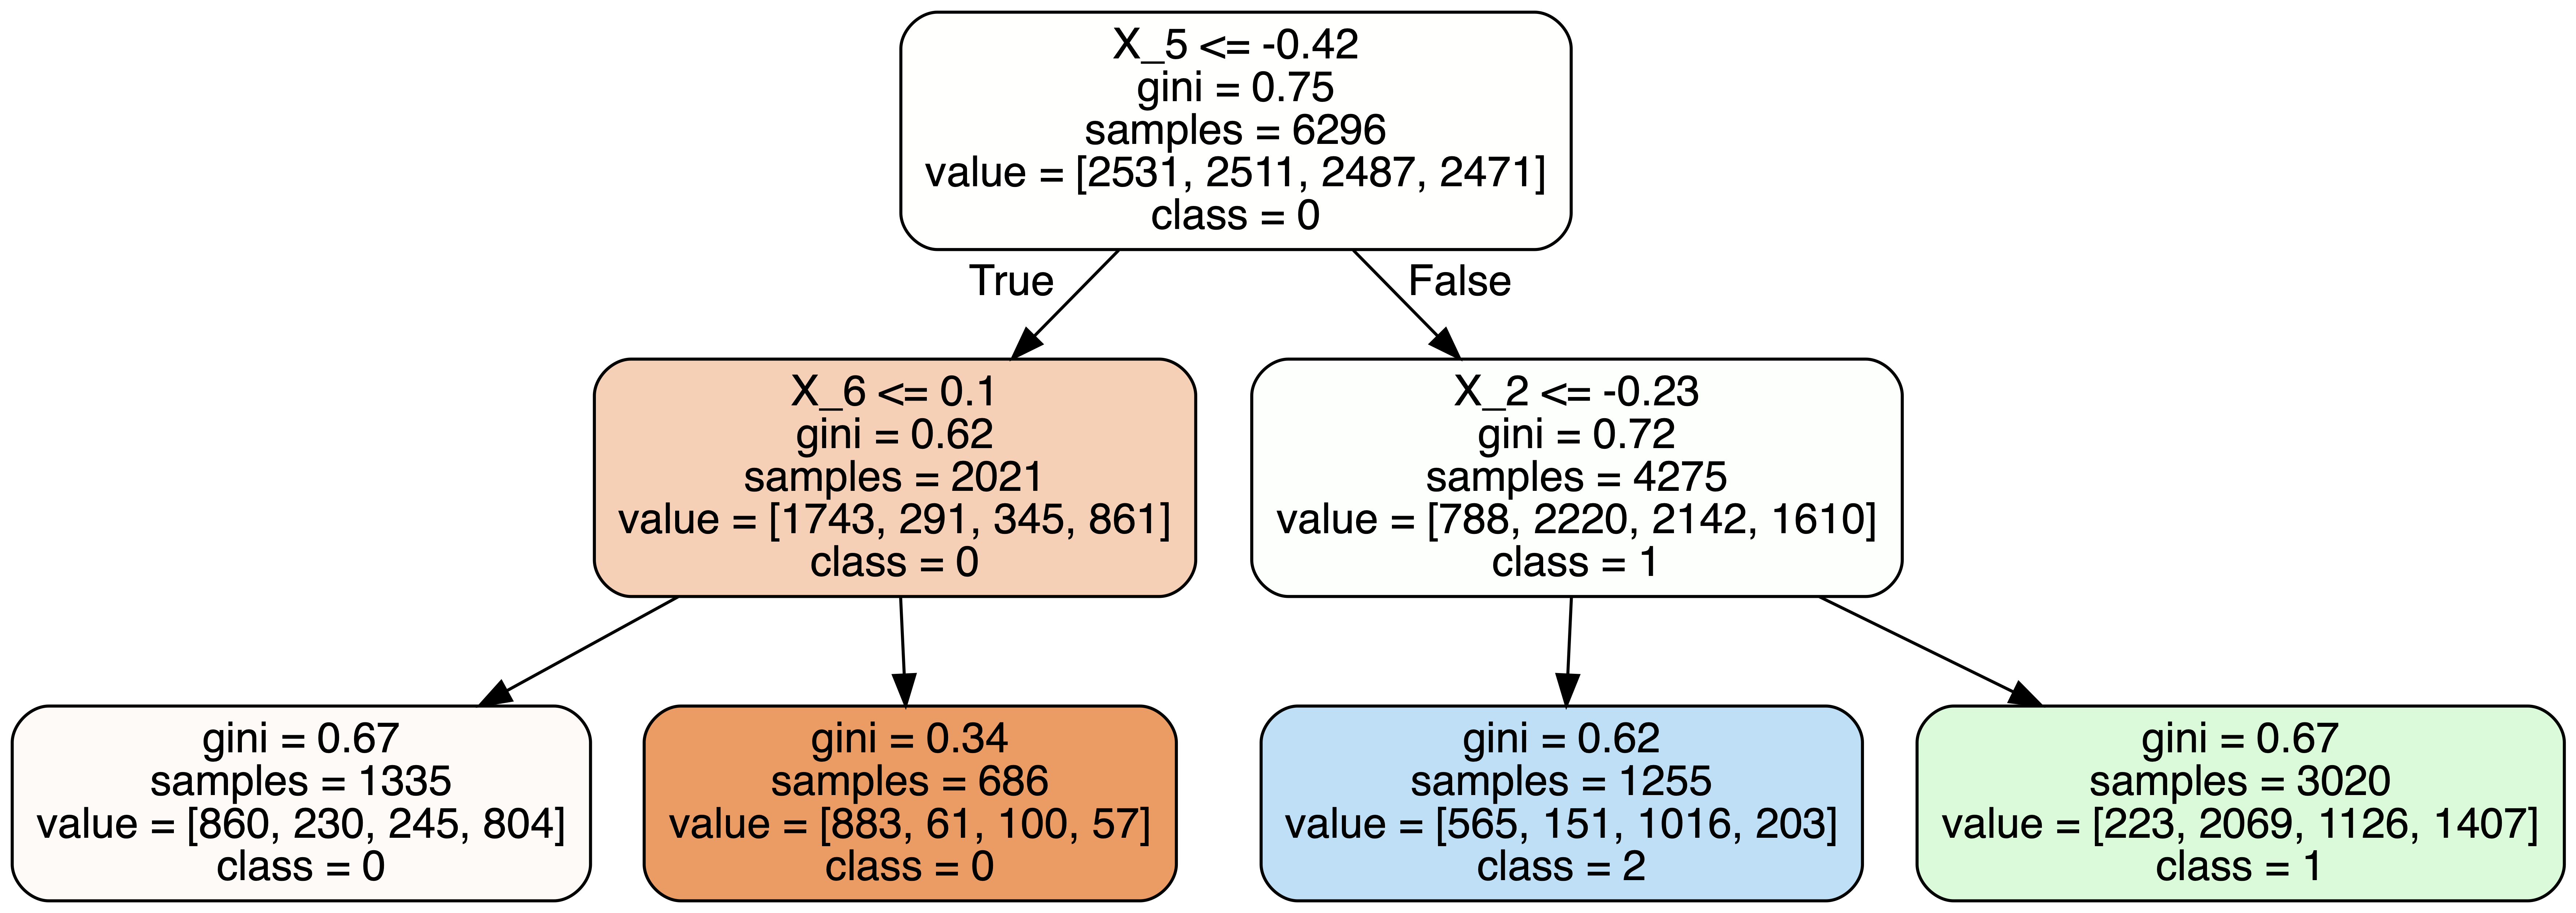 X_5 <= -0.42
gini = 0.75
samples = 6296
value = [2531, 2511, 2487, 2471]
class = 0
True
False
X_6 <= 0.1
gini = 0.62
samples = 2021
value = [1743, 291, 345, 861]
class = 0
X_2 <= -0.23
gini = 0.72
samples = 4275
value = [788, 2220, 2142, 1610]
class = 1
gini = 0.67
samples = 1335
value = [860, 230, 245, 804]
class = 0
gini = 0.34
samples = 686
value = [883, 61, 100, 57]
class = 0
gini = 0.62
samples = 1255
value = [565, 151, 1016, 203]
class = 2
gini = 0.67
samples = 3020
value = [223, 2069, 1126, 1407]
class = 1